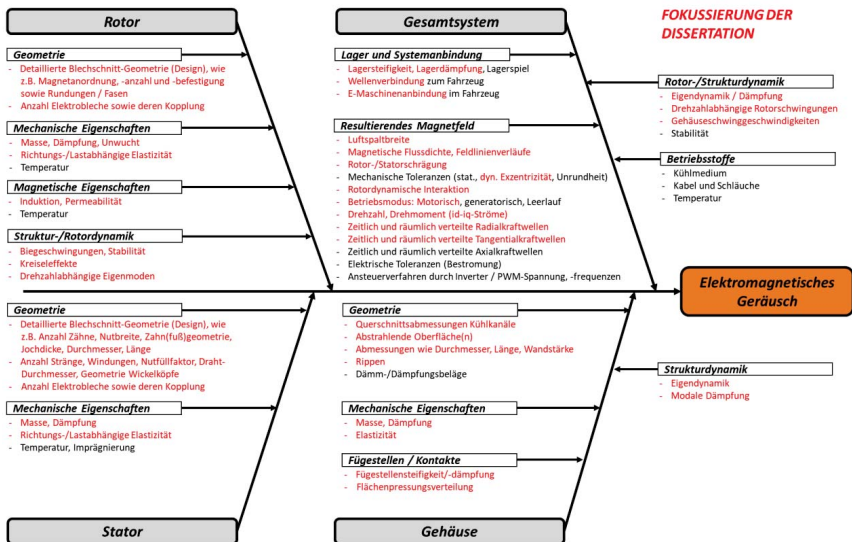 Rotor
Geometrie
- Detaillierte Blechschnitt-Geometrie (Design), wie
z.B. Magnetanordnung, -anzahl und -befestigung
sowie Rundungen / Fasen
- Anzahl Elektrobleche sowie deren Kopplung
Mechanische Eigenschaften
- Masse, Dämpfung, Unwucht
- Richtungs-/Lastabhängige Elastizität
- Temperatur
Magnetische Eigenschaften
- Induktion, Permeabilität
- Temperatur
Struktur-/Rotordynamik
- Biegeschwingungen, Stabilität
- Kreiseleffekte
- Drehzahlabhängige Eigenmoden
Gesamtsystem
Lager und Systemanbindung
- Lagersteifigkeit, Lagerdämpfung, Lagerspiel
- Wellenverbindung zum Fahrzeug
- E-Maschinenanbindung im Fahrzeug
Resultierendes Magnetfeld
- Luftspaltbreite
- Magnetische Flussdichte, Feldlinienverläufe
- Rotor-/Statorschrägung
- Mechanische Toleranzen (stat., dyn. Exzentrizität, Unrundheit)
- Rotordynamische Interaktion
- Betriebsmodus: Motorisch, generatorisch, Leerlauf
- Drehzahl, Drehmoment (id-iq-Ströme)
- Zeitlich und räumlich verteilte Radialkraftwellen
- Zeitlich und räumlich verteilte Tangentialkraftwellen
- Zeitlich und räumlich verteilte Axialkraftwellen
- Elektrische Toleranzen (Bestromung)
- Ansteuerverfahren durch Inverter / PWM-Spannung, -frequenzen
FOKUSSIERUNG DER
DISSERTATION
Rotor-/Strukturdynamik
- Eigendynamik / Dämpfung
- Drehzahlabhängige Rotorschwingungen
- Gehäuseschwinggeschwindigkeiten
- Stabilität
Betriebsstoffe
- Kühlmedium
- Kabel und Schläuche
- Temperatur
Elektromagnetisches
Geräusch
Geometrie
- Detaillierte Blechschnitt-Geometrie (Design), wie
z.B. Anzahl Zähne, Nutbreite, Zahn(fuß)geometrie,
Jochdicke, Durchmesser, Länge
- Anzahl Stränge, Windungen, Nutfüllfaktor, Draht-
Durchmesser, Geometrie Wickelköpfe
- Anzahl Elektrobleche sowie deren Kopplung
Mechanische Eigenschaften
- Masse, Dämpfung
- Richtungs-/Lastabhängige Elastizität
- Temperatur, Imprägnierung
Stator
Geometrie
- Querschnittsabmessungen Kühlkanäle
- Abstrahlende Oberfläche(n)
- Abmessungen wie Durchmesser, Länge, Wandstärke
- Rippen
- Dämm-/Dämpfungsbeläge
Mechanische Eigenschaften
- Masse, Dämpfung
- Elastizität
Fügestellen / Kontakte
- Fügestellensteifigkeit/-dämpfung
- Flächenpressungsverteilung
Gehäuse
Strukturdynamik
- Eigendynamik
- Modale Dämpfung